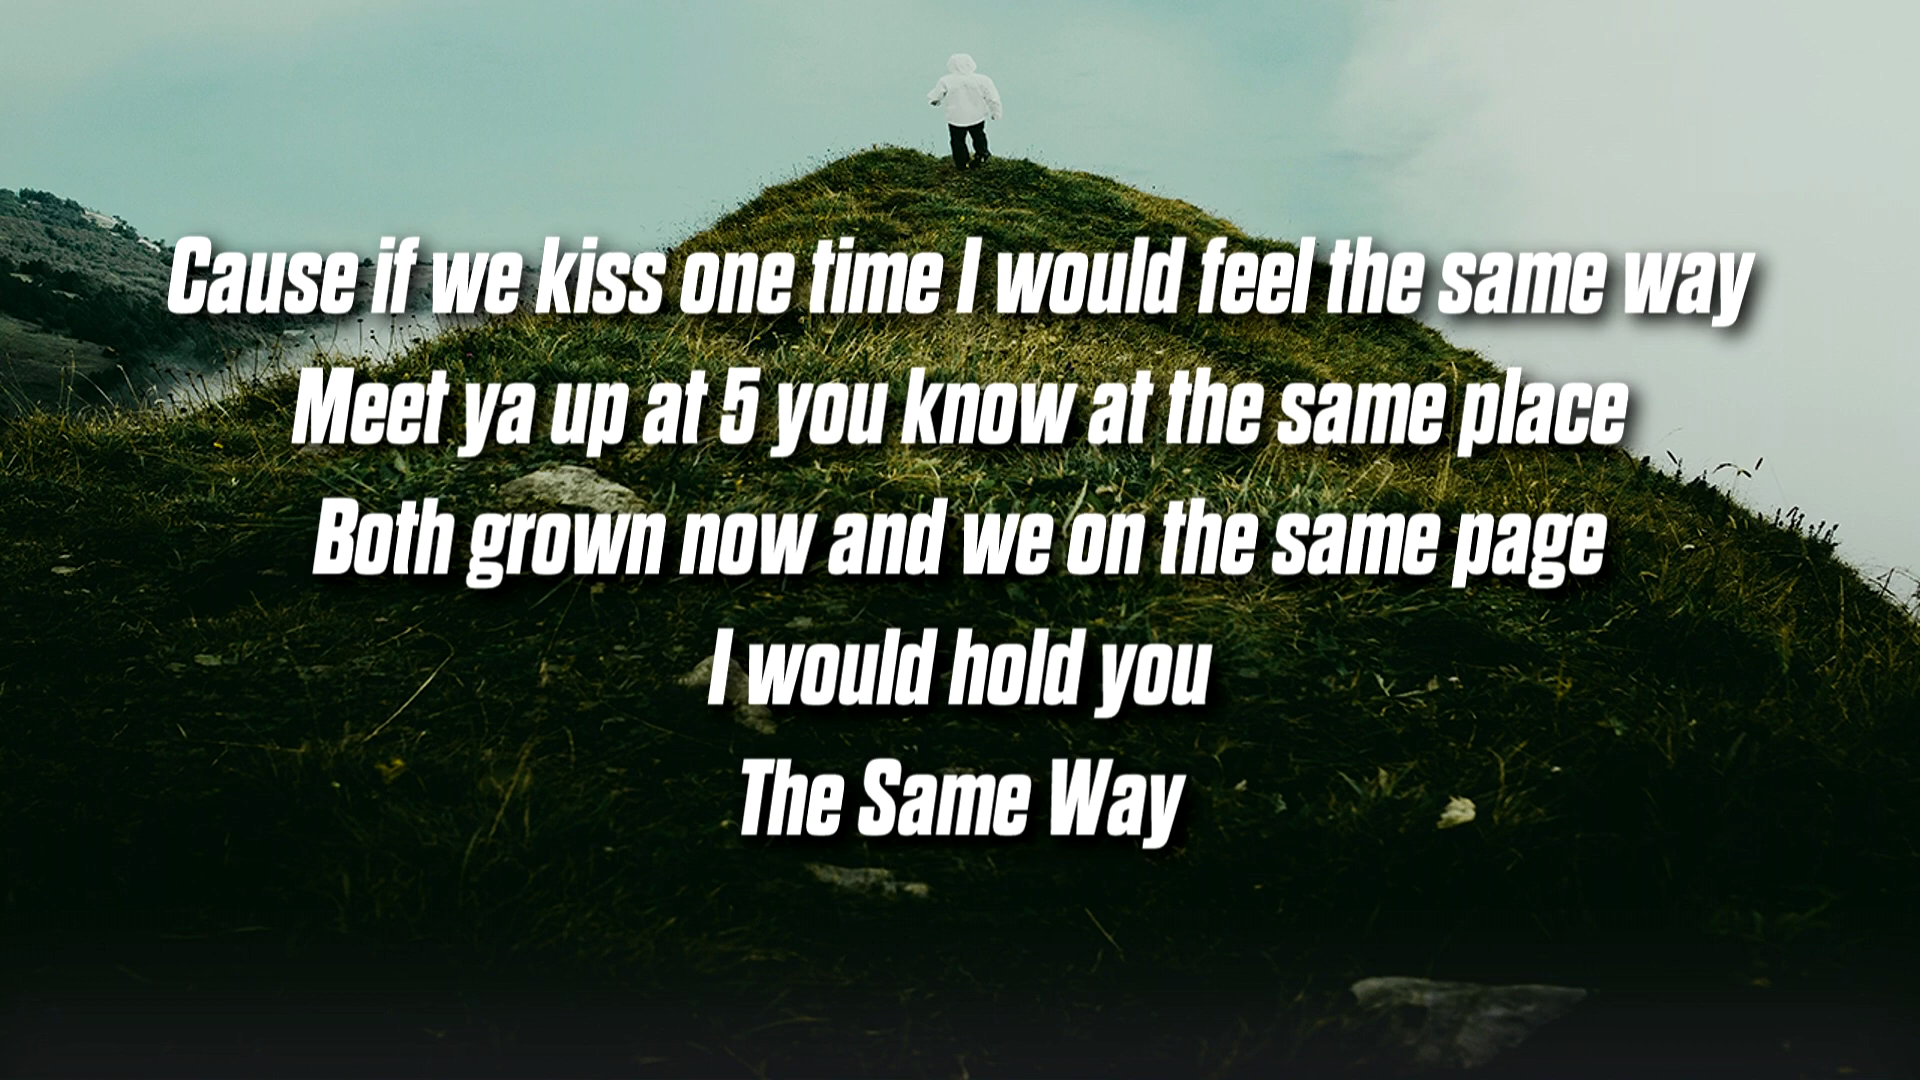 Cause if we kiss one time I would feel the same way
Meet ya up at 5 you know at the same place
Both grown now and we on the same page
I would hold you
The Same Way